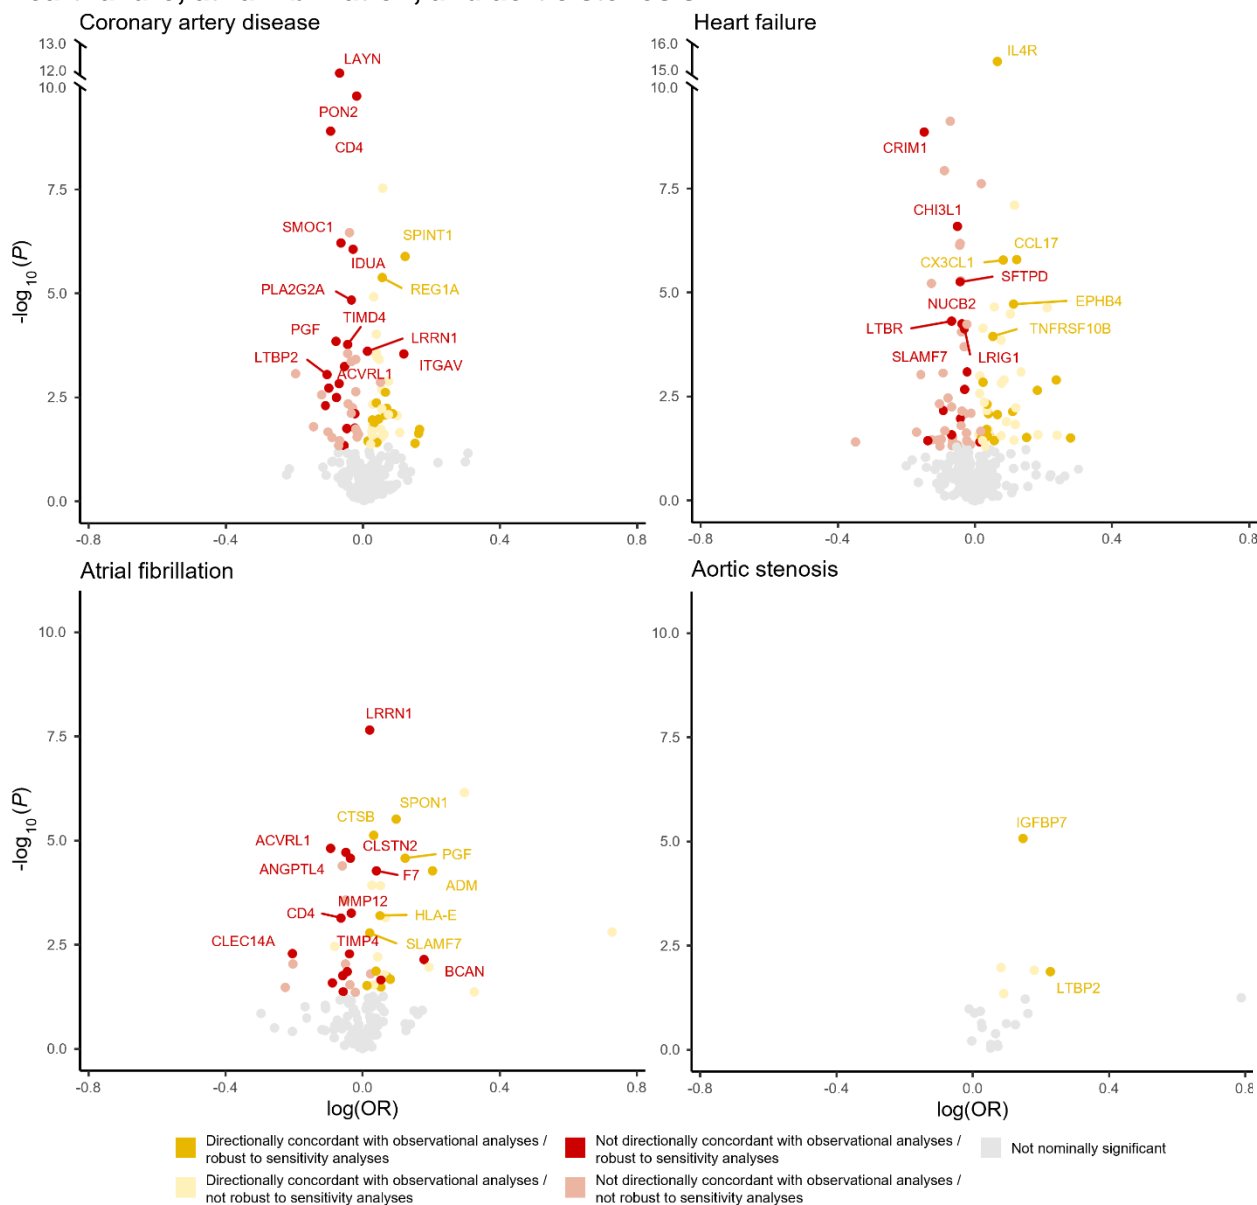 Coronary artery disease
Heart failure
13.0
12.0
10.0
7.5
5.0
2.5
0.0
-log10(P)
LAYN
PON2
CD4
SMOC1
IDUA
SPINT1
REG1A
PLA2G2A
TIMD4
PGF
LRRN1
LTBP2
ACVRL1
ITGAV
-0.8
-0.4
0.0
0.4
0.8
16.0
15.0
10.0
7.5
5.0
2.5
0.0
IL4R
CRIM1
CHI3L1
CCL17
CX3CL1
SFTPD
NUCB2
EPHB4
LTBR
TNFRSF10B
SLAMF7
LRIG1
-0.8
-0.4
0.0
0.4
0.8
Atrial fibrillation
Aortic stenosis
10.0
7.5
5.0
2.5
0.0
-log10(P)
LRRN1
SPON1
CTSB
ACVRL1
CLSTN2
PGF
ANGPTL4
F7
ADM
MMP12
CD4
HLA-E
CLEC14A
TIMP4
SLAMF7
BCAN
-0.8
-0.4
0.0
0.4
0.8
log(OR)
10.0
7.5
5.0
2.5
0.0
IGFBP7
LTBP2
-0.8
-0.4
0.0
0.4
0.8
log(OR)
Directionally concordant with observational analyses /
robust to sensitivity analyses
Not directionally concordant with observational analyses /
robust to sensitivity analyses
Not nominally significant
Directionally concordant with observational analyses /
not robust to sensitivity analyses
Not directionally concordant with observational analyses /
not robust to sensitivity analyses